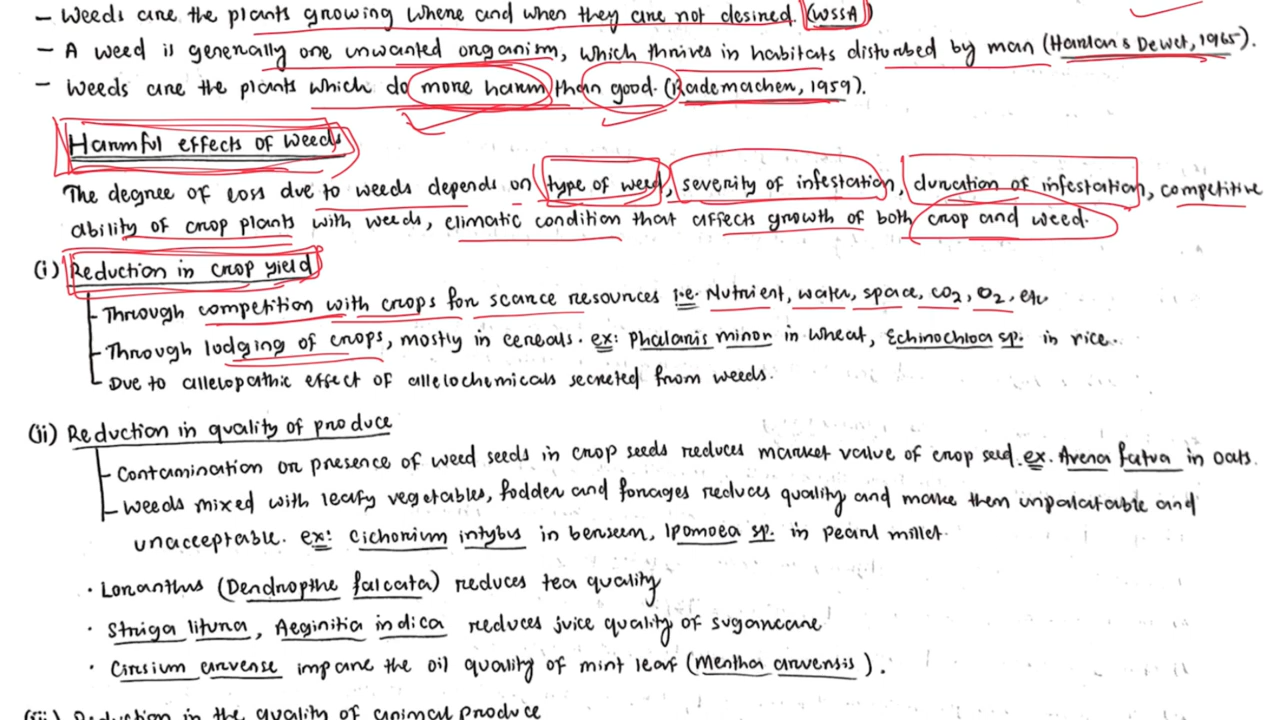 - Weeds are the plants growing where and when they are not desired. (WSSA)
- A weed is generally one unwanted organism, which thrives in habitats disturbed by man (Harlan & Dewet, 1965).
- Weeds are the plants which do more harm than good. (Rademacher, 1959).
Harmful effects of weeds
The degree of loss due to weeds depends on type of weed, severity of infestation, duration of infestation, competitive
ability of crop plants with weeds, climatic condition that affects growth of both crop and weed.
(i) Reduction in crop yield
- Through competition with crops for scarce resources i.e. Nutrient, water, space, CO2, O2, etc
- Through lodging of crops, mostly in cereals. ex: Phalaris minor in wheat, Echinochloa sp. in rice.
- Due to allelopathic effect of allelochemicals secreted from weeds.
(ii) Reduction in quality of produce
- Contamination or presence of weed seeds in crop seeds reduces market value of crop seed. ex. Avena fatva in oats.
- Weeds mixed with leafy vegetables, fodder and forages reduces quality and make them unpalatable and
unacceptable. ex: Cichorium intybus in berseem, Ipomoea sp. in pearl millet.
· Loranthus (Dendropthe falcata) reduces tea quality
· Striga litura, Aeginitia indica reduces juice quality of sugarcane
· Cirsium arvense impare the oil quality of mint leaf (Mentha arvensis).
(iii) Reduction in the quality of animal produce